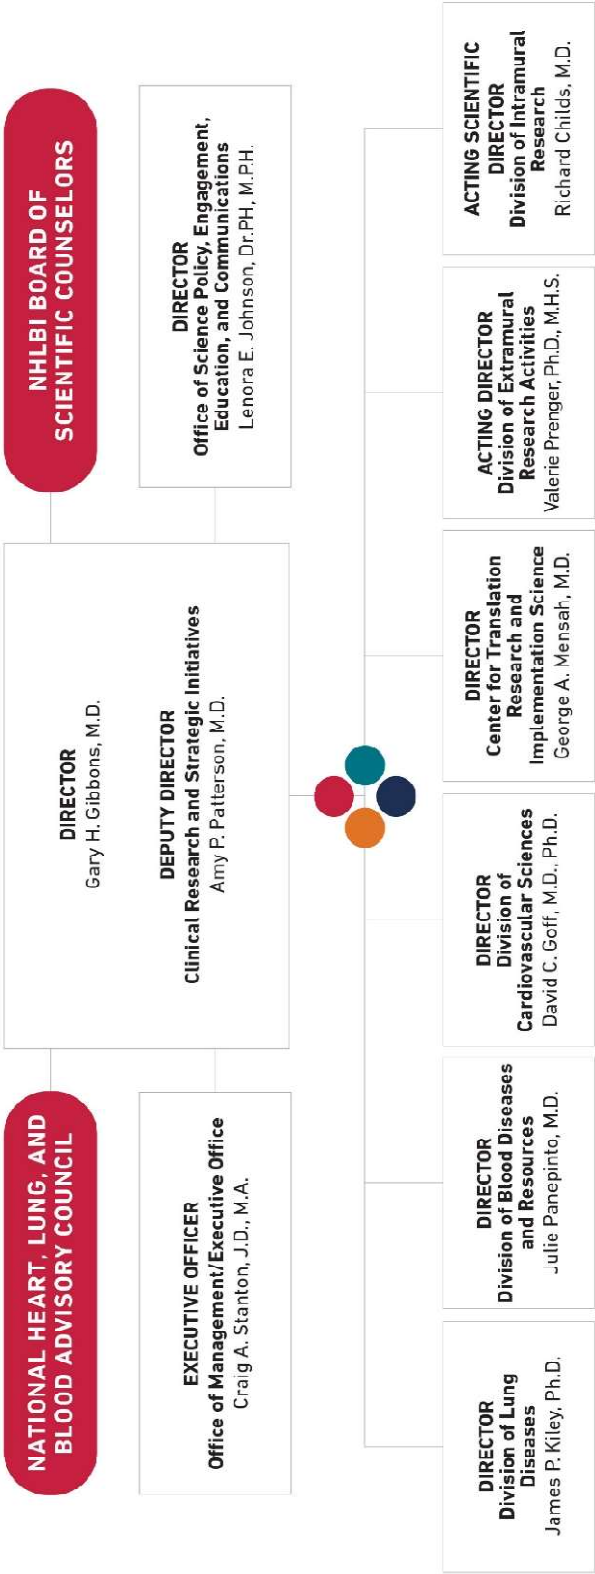 NATIONAL HEART, LUNG, AND
BLOOD ADVISORY COUNCIL
DIRECTOR
Gary H. Gibbons, M.D.
DEPUTY DIRECTOR
Clinical Research and Strategic Initiatives
Amy P. Patterson, M.D.
NHLBI BOARD OF
SCIENTIFIC COUNSELORS
EXECUTIVE OFFICER
Office of Management/Executive Office
Craig A. Stanton, J.D., M.A.
DIRECTOR
Office of Science Policy, Engagement,
Education, and Communications
Lenora E. Johnson, Dr.PH, M.P.H.
DIRECTOR
Division of Lung
Diseases
James P. Kiley, Ph.D.
DIRECTOR
Division of Blood Diseases
and Resources
Julie Panepinto, M.D.
DIRECTOR
Division of
Cardiovascular Sciences
David C. Goff, M.D., Ph.D.
DIRECTOR
Center for Translation
Research and
Implementation Science
George A. Mensah, M.D.
ACTING DIRECTOR
Division of Extramural
Research Activities
Valerie Prenger, Ph.D., M.H.S.
ACTING SCIENTIFIC
DIRECTOR
Division of Intramural
Research
Richard Childs, M.D.